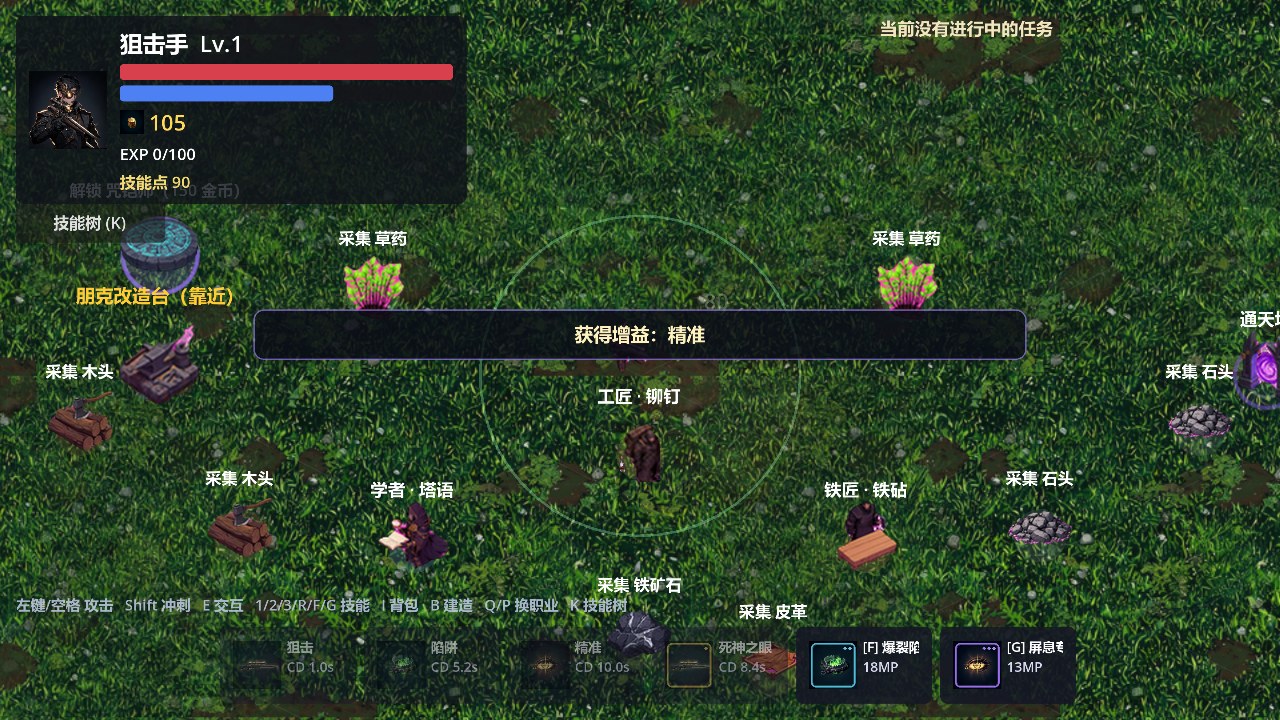 狙击手 Lv.1
当前没有进行中的任务
105
EXP 0/100
技能点 90
技能树 (K)
采集 草药
采集 草药
朋克改造台（靠近）
获得增益：精准
通天
采集 木头
采集 石头
工匠 · 铆钉
采集 木头
学者 · 塔语
铁匠 · 铁砧
采集 石头
采集 铁矿石
左键/空格 攻击 Shift 冲刺 E 交互 1/2/3/R/F/G 技能 I 背包 B 建造 Q/P 换职业 K 技能树
采集 皮革
狙击
CD 1.0s
陷阱
CD 5.2s
精准
CD 10.0s
死神之眼
CD 8.4s
[F] 爆裂陷
18MP
[G] 屏息
13MP